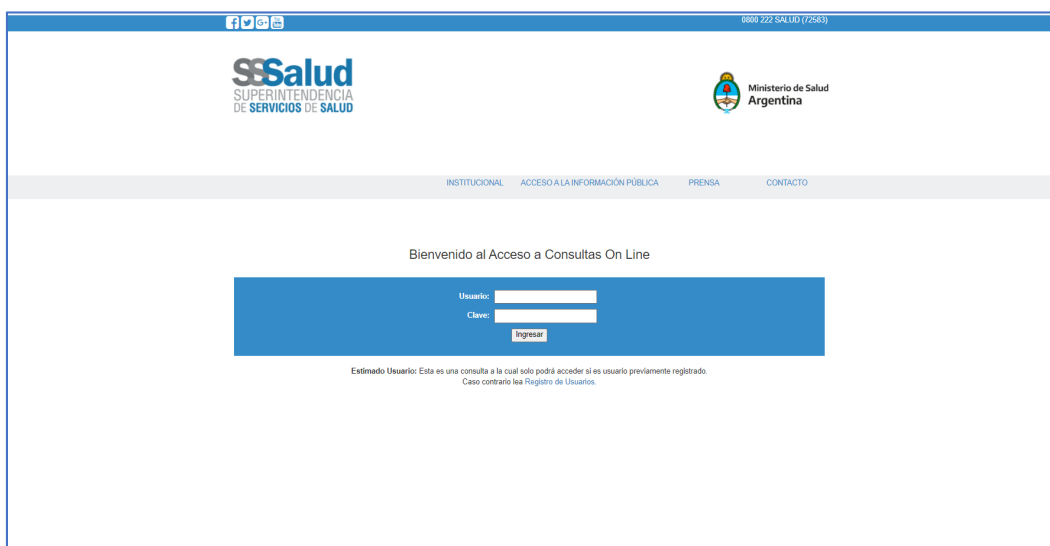 0800 222 SALUD (72583)
SSSalud
SUPERINTENDENCIA
DE SERVICIOS DE SALUD
Ministerio de Salud
Argentina
INSTITUCIONAL ACCESO A LA INFORMACIÓN PÚBLICA PRENSA CONTACTO
Bienvenido al Acceso a Consultas On Line
Usuario:
Clave:
Ingresar
Estimado Usuario: Esta es una consulta a la cual solo podrá acceder si es usuario previamente registrado.
Caso contrario lea Registro de Usuarios.